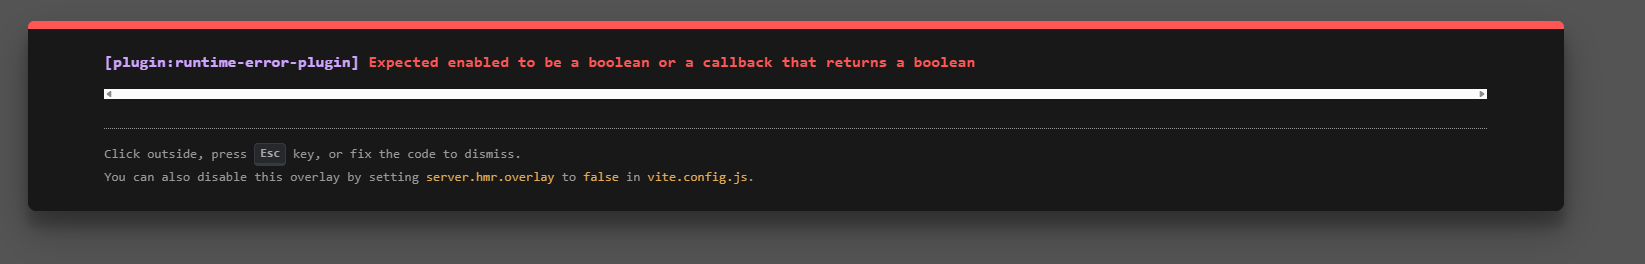 [plugin:runtime-error-plugin] Expected enabled to be a boolean or a callback that returns a boolean
Click outside, press Esc key, or fix the code to dismiss.
You can also disable this overlay by setting server.hmr.overlay to false in vite.config.js.